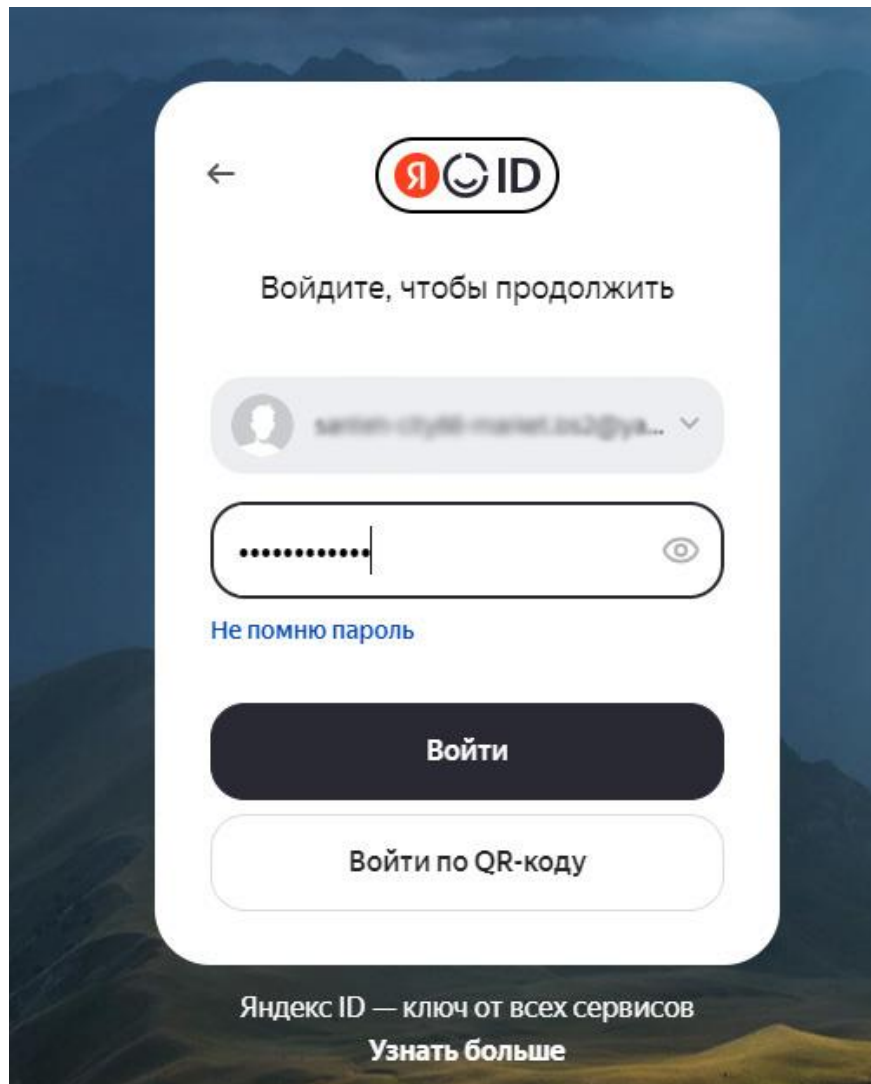 Я ID
Войдите, чтобы продолжить
••••••••••••
Не помню пароль
Войти
Войти по QR-коду
Яндекс ID — ключ от всех сервисов
Узнать больше